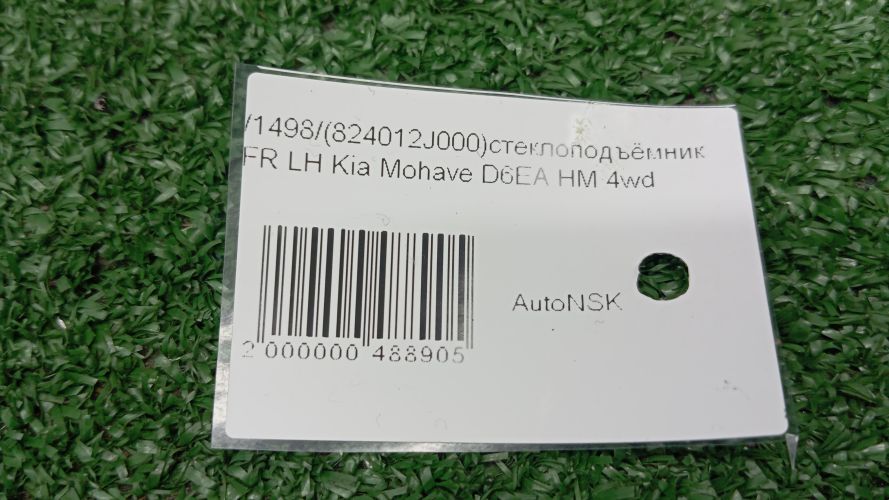 /1498/(824012J000)стеклоподъёмник
FR LH Kia Mohave D6EA HM 4wd
AutoNSK
2 000000 488905